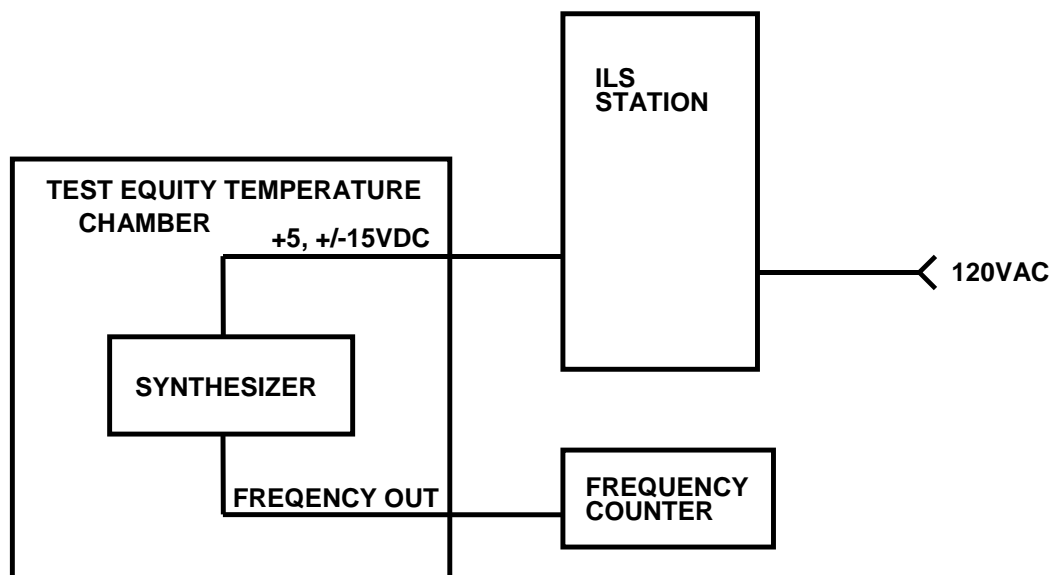 ILS
STATION
TEST EQUITY TEMPERATURE
CHAMBER
+5, +/-15VDC
120VAC
SYNTHESIZER
FREQENCY OUT
FREQUENCY
COUNTER